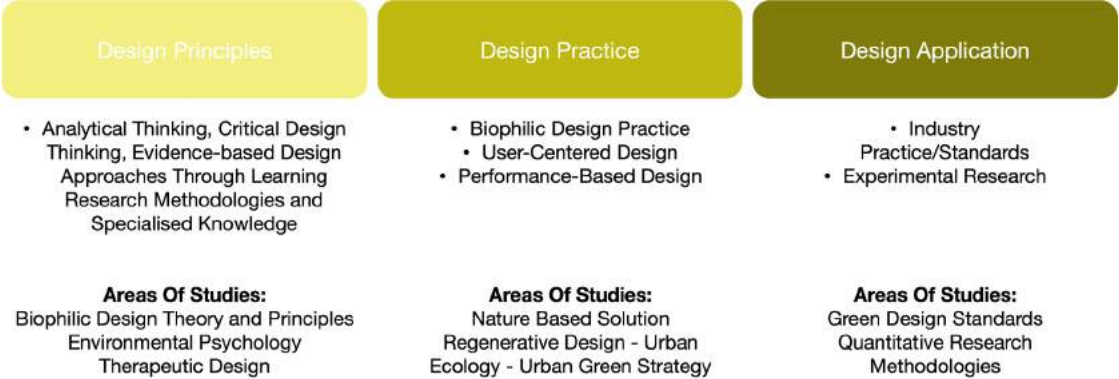 Design Principles
• Analytical Thinking, Critical Design
Thinking, Evidence-based Design
Approaches Through Learning
Research Methodologies and
Specialised Knowledge
Areas Of Studies:
Biophilic Design Theory and Principles
Environmental Psychology
Therapeutic Design
Design Practice
• Biophilic Design Practice
• User-Centered Design
• Performance-Based Design
Areas Of Studies:
Nature Based Solution
Regenerative Design - Urban
Ecology - Urban Green Strategy
Design Application
• Industry
Practice/Standards
• Experimental Research
Areas Of Studies:
Green Design Standards
Quantitative Research
Methodologies